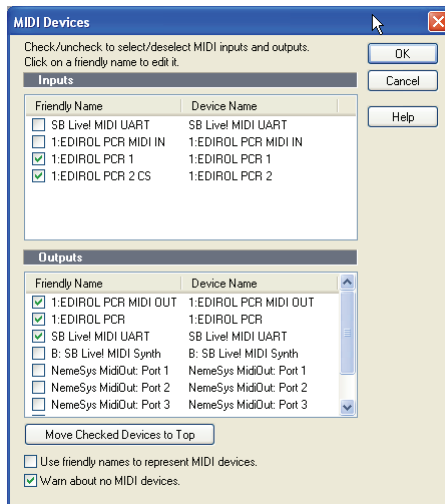 MIDI Devices
Check/uncheck to select/deselect MIDI inputs and outputs.
Click on a friendly name to edit it.
OK
Cancel
Help
Inputs
Friendly Name Device Name
SB Live! MIDI UART SB Live! MIDI UART
1:EDIROL PCR MIDI IN 1:EDIROL PCR MIDI IN
1:EDIROL PCR 1 1:EDIROL PCR 1
1:EDIROL PCR 2 CS 1:EDIROL PCR 2
Outputs
Friendly Name Device Name
1:EDIROL PCR MIDI OUT 1:EDIROL PCR MIDI OUT
1:EDIROL PCR 1:EDIROL PCR
SB Live! MIDI UART SB Live! MIDI UART
B: SB Live! MIDI Synth B: SB Live! MIDI Synth
NemeSys MidiOut: Port 1 NemeSys MidiOut: Port 1
NemeSys MidiOut: Port 2 NemeSys MidiOut: Port 2
NemeSys MidiOut: Port 3 NemeSys MidiOut: Port 3
Move Checked Devices to Top
Use friendly names to represent MIDI devices.
Warn about no MIDI devices.